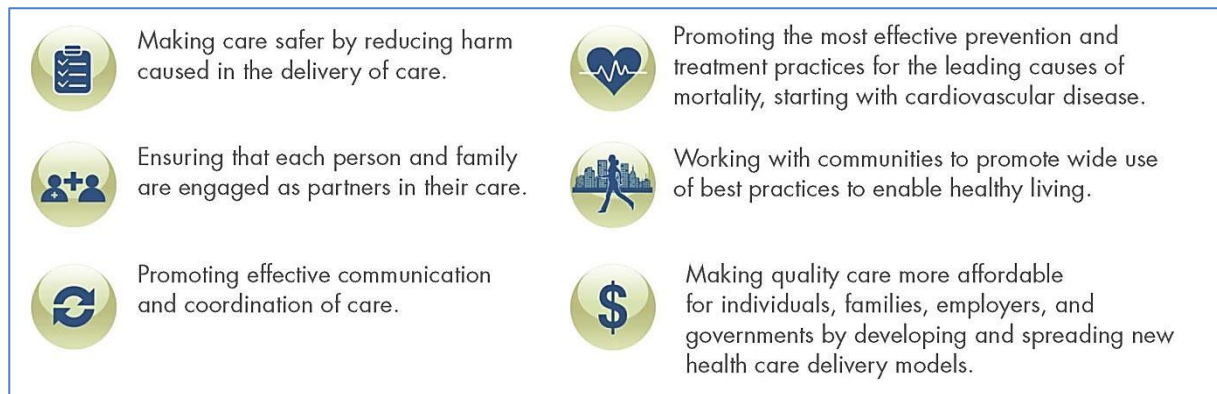 Making care safer by reducing harm
caused in the delivery of care.
Ensuring that each person and family
are engaged as partners in their care.
Promoting effective communication
and coordination of care.
Promoting the most effective prevention and
treatment practices for the leading causes of
mortality, starting with cardiovascular disease.
Working with communities to promote wide use
of best practices to enable healthy living.
$
Making quality care more affordable
for individuals, families, employers, and
governments by developing and spreading new
health care delivery models.